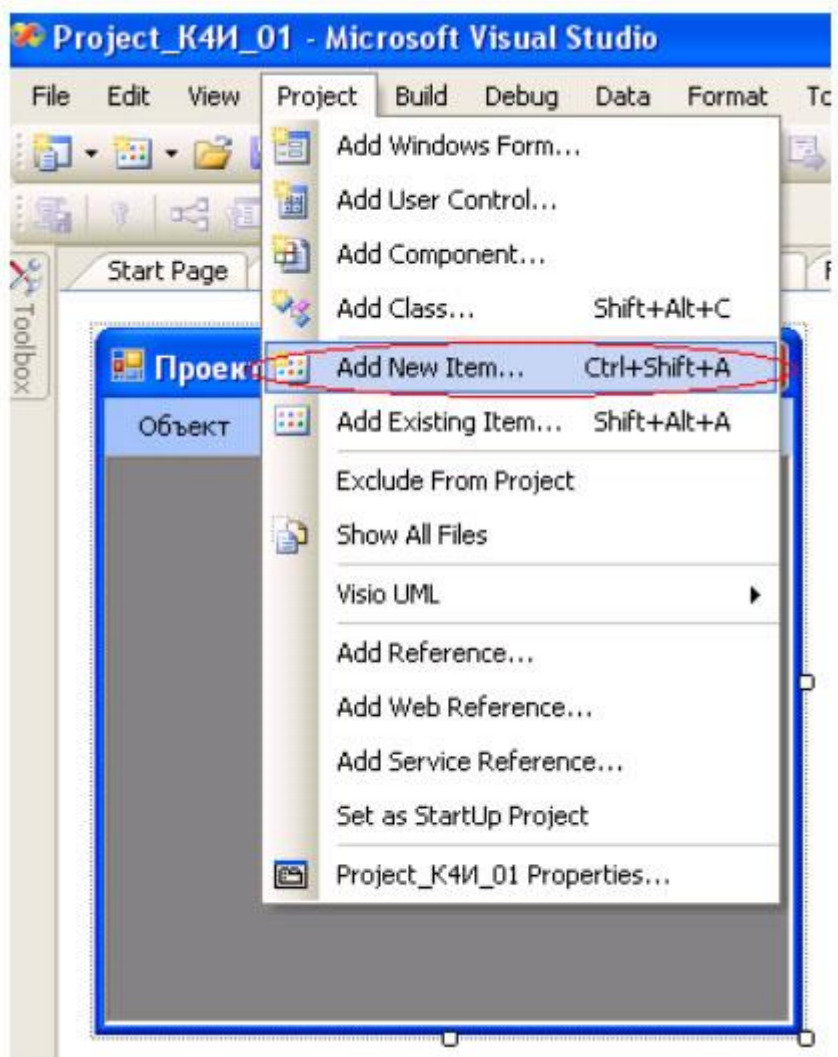 Project_К4И_01 - Microsoft Visual Studio
File Edit View Project Build Debug Data Format
Add Windows Form...
Add User Control...
Add Component...
Start Page
Add Class... Shift+Alt+C
Toolbox
Проект
Add New Item... Ctrl+Shift+A
Объект
Add Existing Item... Shift+Alt+A
Exclude From Project
Show All Files
Visio UML
Add Reference...
Add Web Reference...
Add Service Reference...
Set as StartUp Project
Project_К4И_01 Properties...